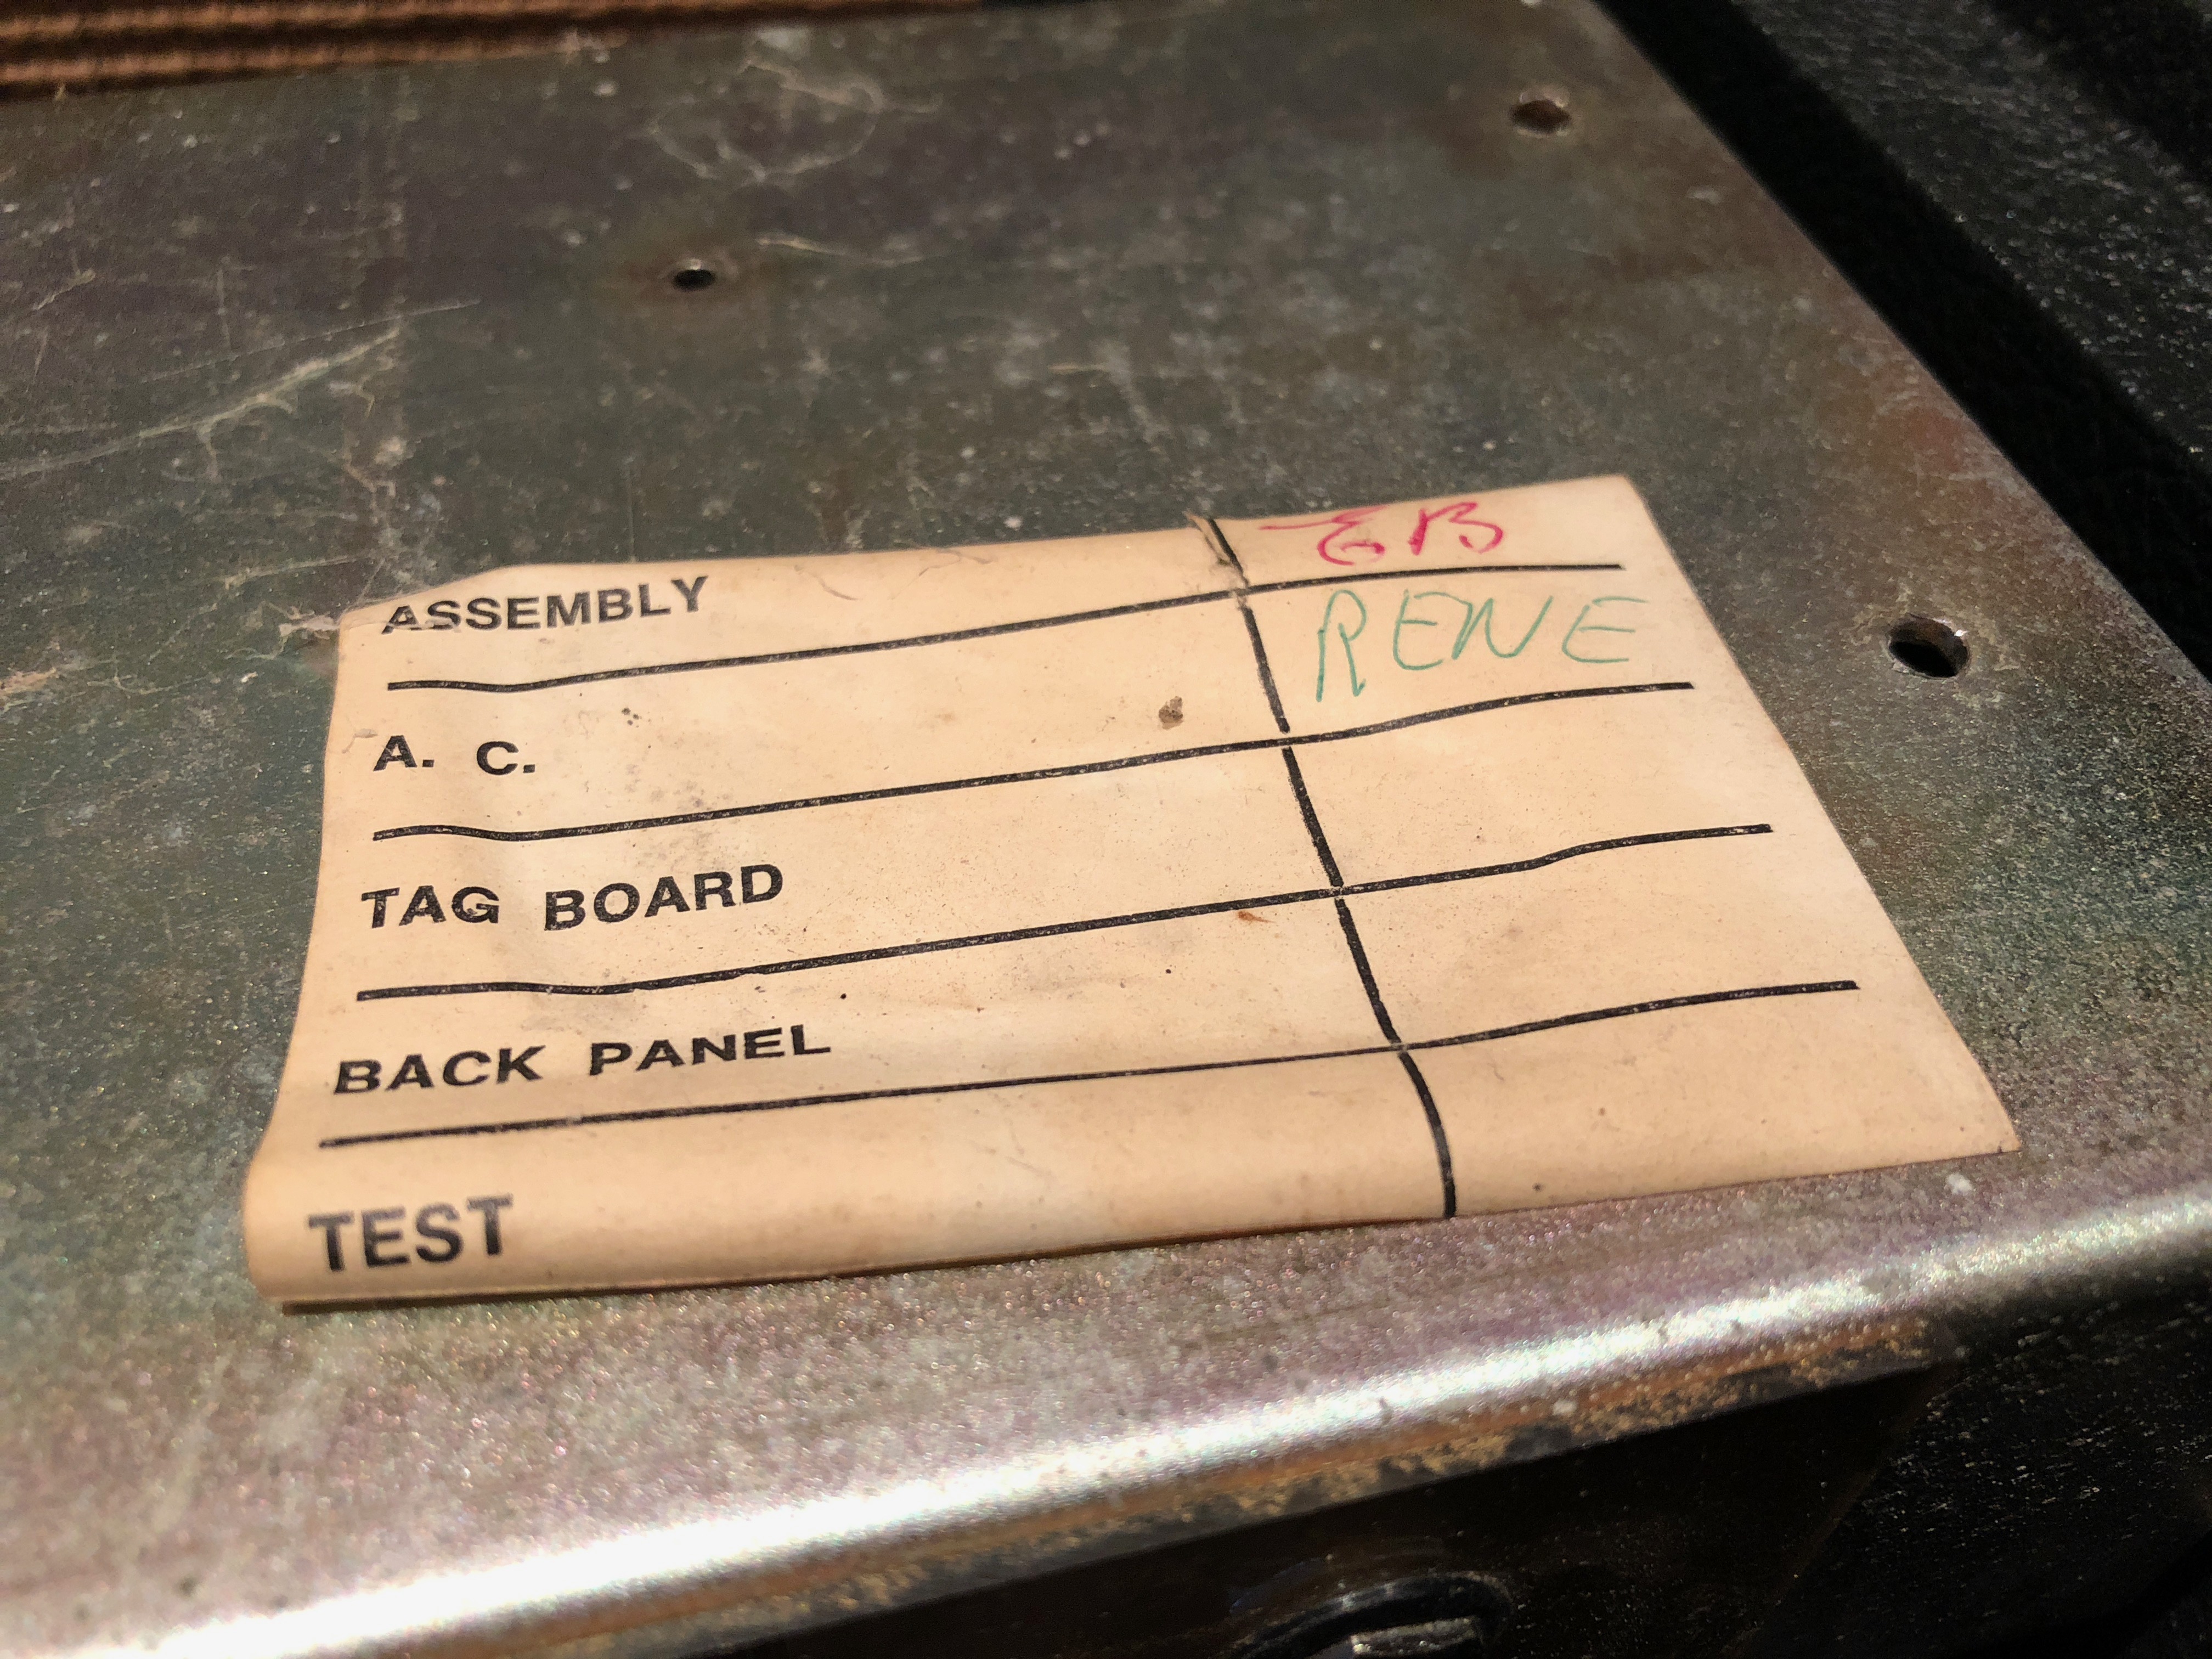 ASSEMBLY EB
A. C. RENE
TAG BOARD
BACK PANEL
TEST